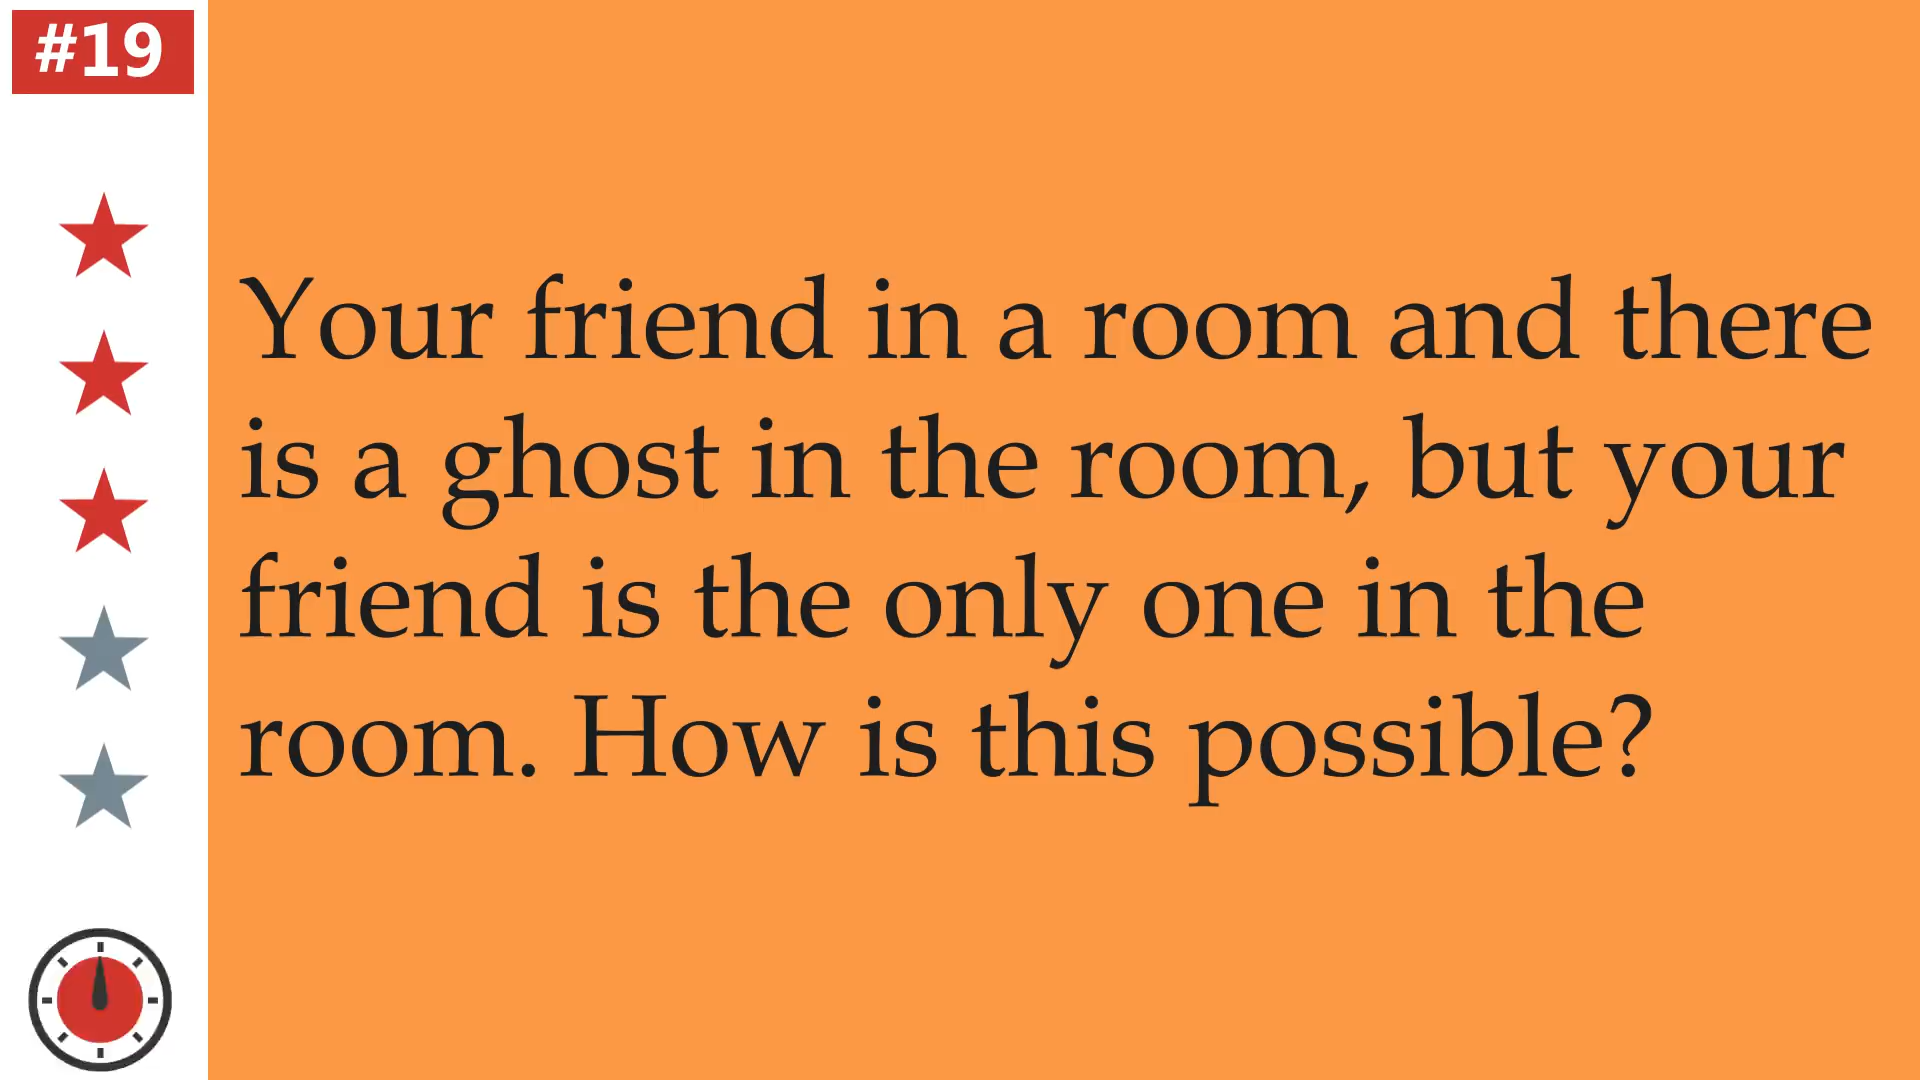 #19
Your friend in a room and there
is a ghost in the room, but your
friend is the only one in the
room. How is this possible?